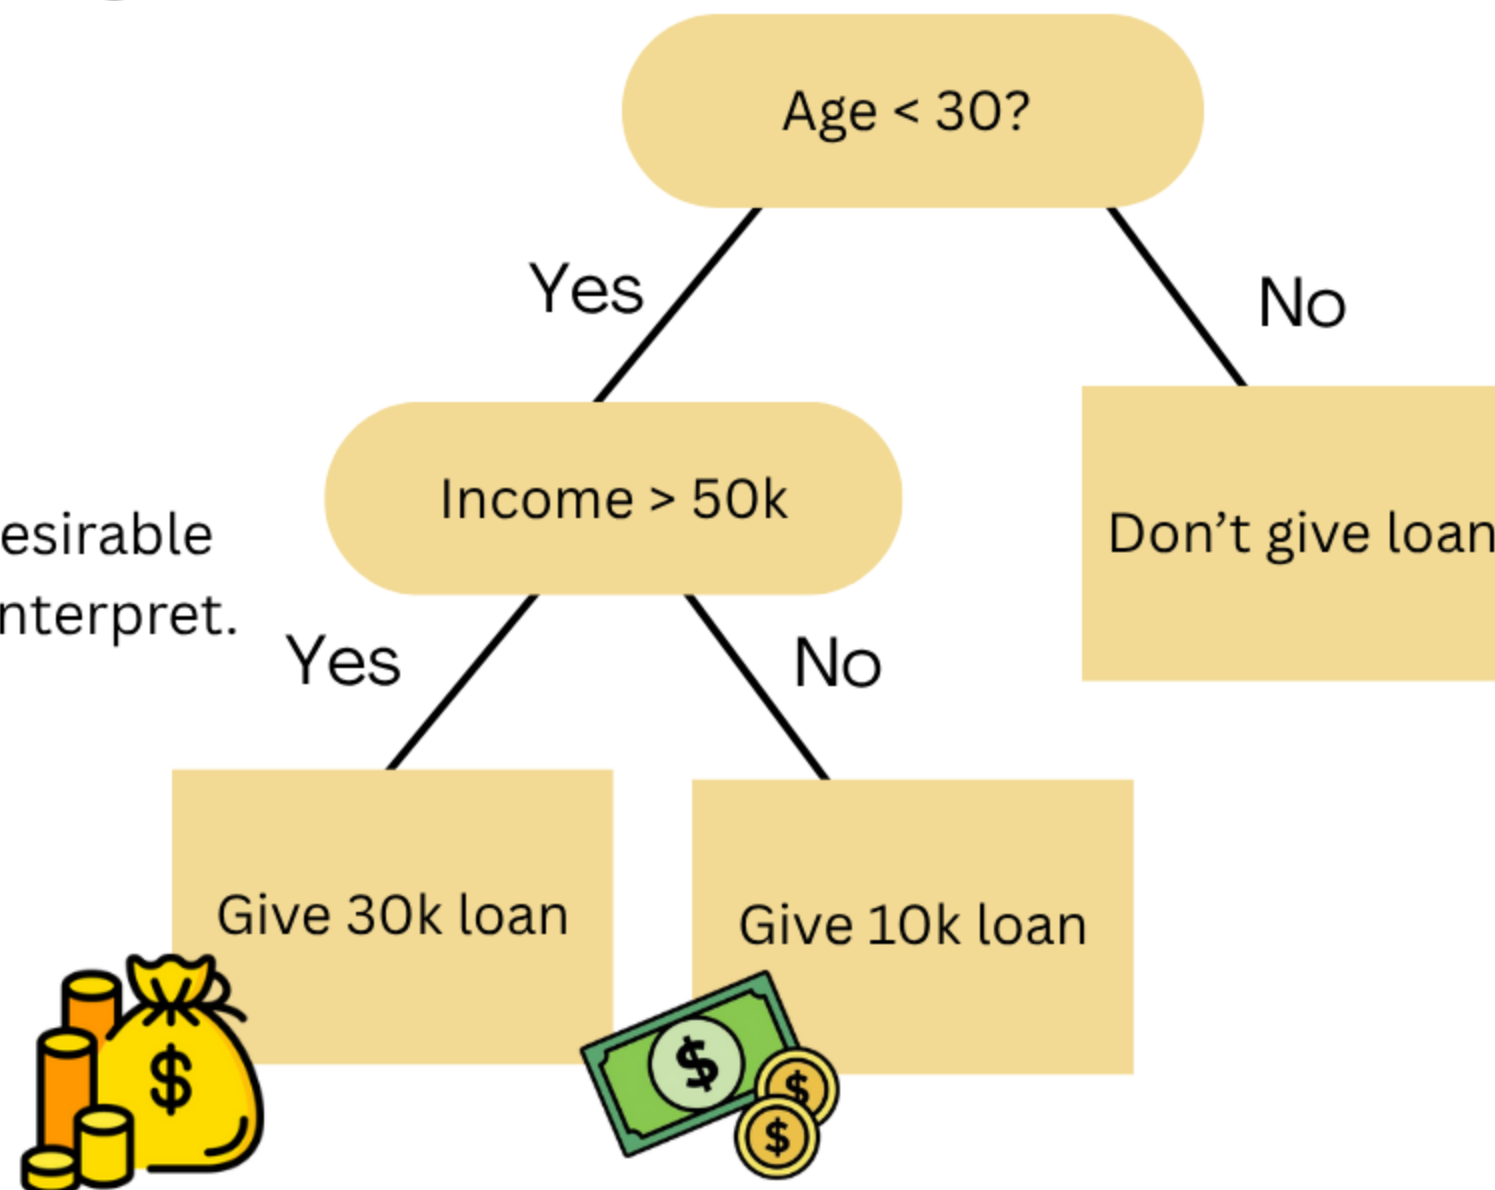 Age < 30?
Yes
No
Income > 50k
Don't give loan
esirable
nterpret.
Yes
No
Give 30k loan
Give 10k loan
$
$
$
$